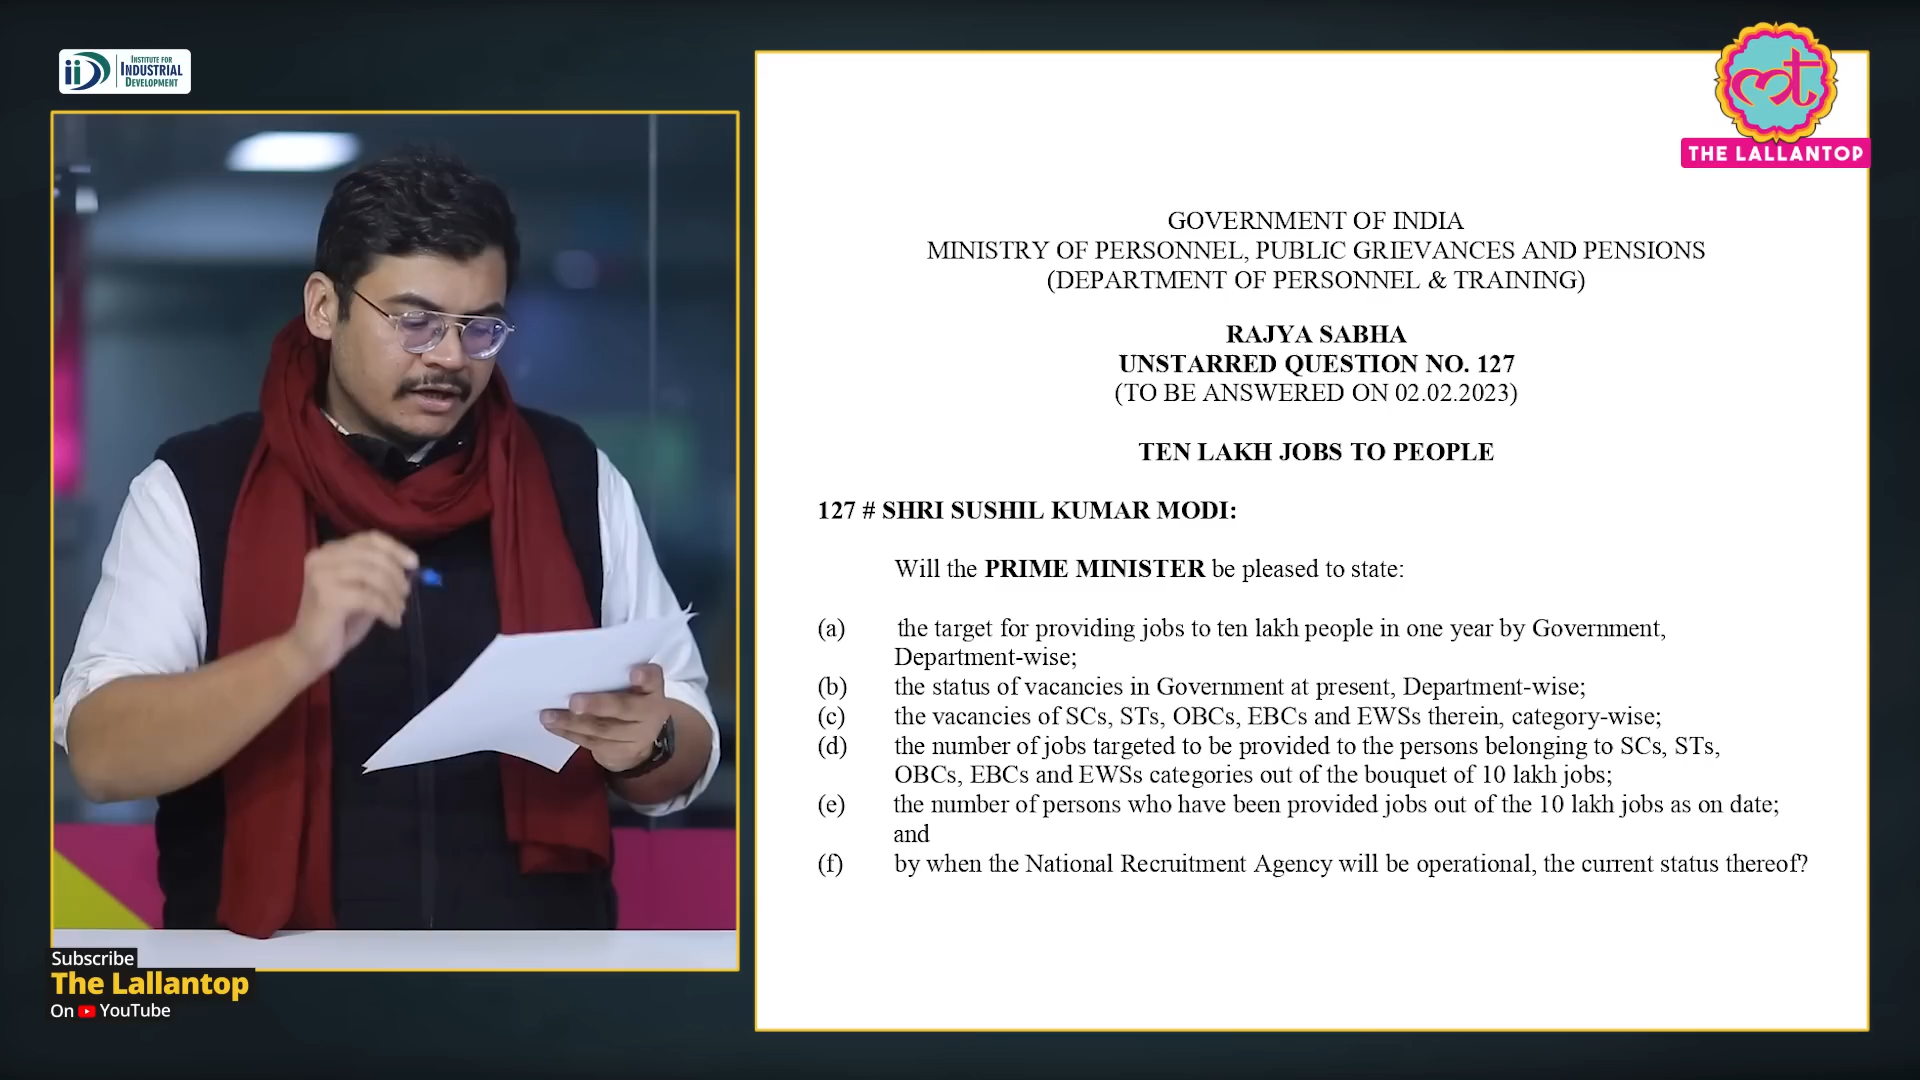 INSTITUTE FOR
INDUSTRIAL
DEVELOPMENT
THE LALLANTOP
GOVERNMENT OF INDIA
MINISTRY OF PERSONNEL, PUBLIC GRIEVANCES AND PENSIONS
(DEPARTMENT OF PERSONNEL & TRAINING)
RAJYA SABHA
UNSTARRED QUESTION NO. 127
(TO BE ANSWERED ON 02.02.2023)
TEN LAKH JOBS TO PEOPLE
127 # SHRI SUSHIL KUMAR MODI:
Will the PRIME MINISTER be pleased to state:
(a) the target for providing jobs to ten lakh people in one year by Government,
Department-wise;
(b) the status of vacancies in Government at present, Department-wise;
(c) the vacancies of SCs, STs, OBCs, EBCs and EWSs therein, category-wise;
(d) the number of jobs targeted to be provided to the persons belonging to SCs, STs,
OBCs, EBCs and EWSs categories out of the bouquet of 10 lakh jobs;
(e) the number of persons who have been provided jobs out of the 10 lakh jobs as on date;
and
(f) by when the National Recruitment Agency will be operational, the current status thereof?
Subscribe
The Lallantop
On YouTube